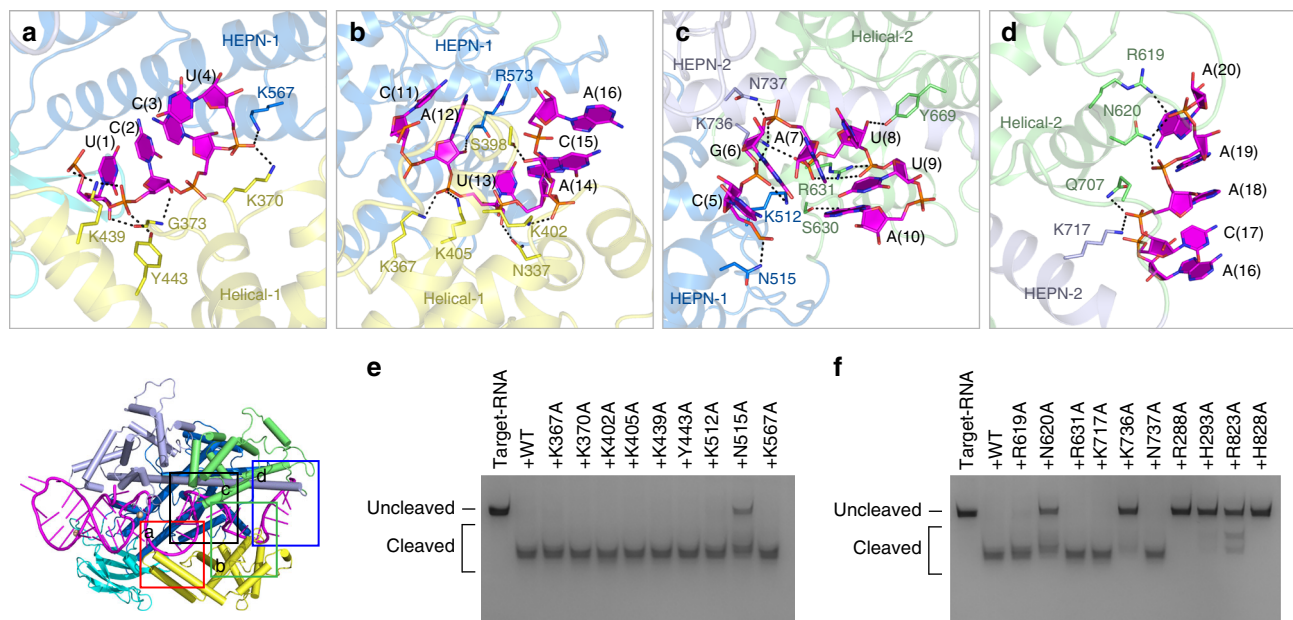 a
HEPN-1
U(4)
C(3)
K567
C(2)
U(1)
K370
G373
K439
Y443
Helical-1
b
HEPN-1
R573
C(11)
A(16)
A(12)
S398
C(15)
U(13)
A(14)
K402
K367
K405
N337
Helical-1
c
Helical-2
HEPN-2
N737
Y669
K736
A(7)
U(8)
G(6)
U(9)
R631
C(5)
K512
S630
A(10)
N515
HEPN-1
d
R619
A(20)
N620
Helical-2
A(19)
Q707
A(18)
K717
C(17)
HEPN-2
A(16)
d
c
a
b
e
Target-RNA
+WT
+K367A
+K370A
+K402A
+K405A
+K439A
+Y443A
+K512A
+N515A
+K567A
Uncleaved
Cleaved
f
Target-RNA
+WT
+R619A
+N620A
+R631A
+K717A
+K736A
+N737A
+R288A
+H293A
+R823A
+H828A
Uncleaved
Cleaved